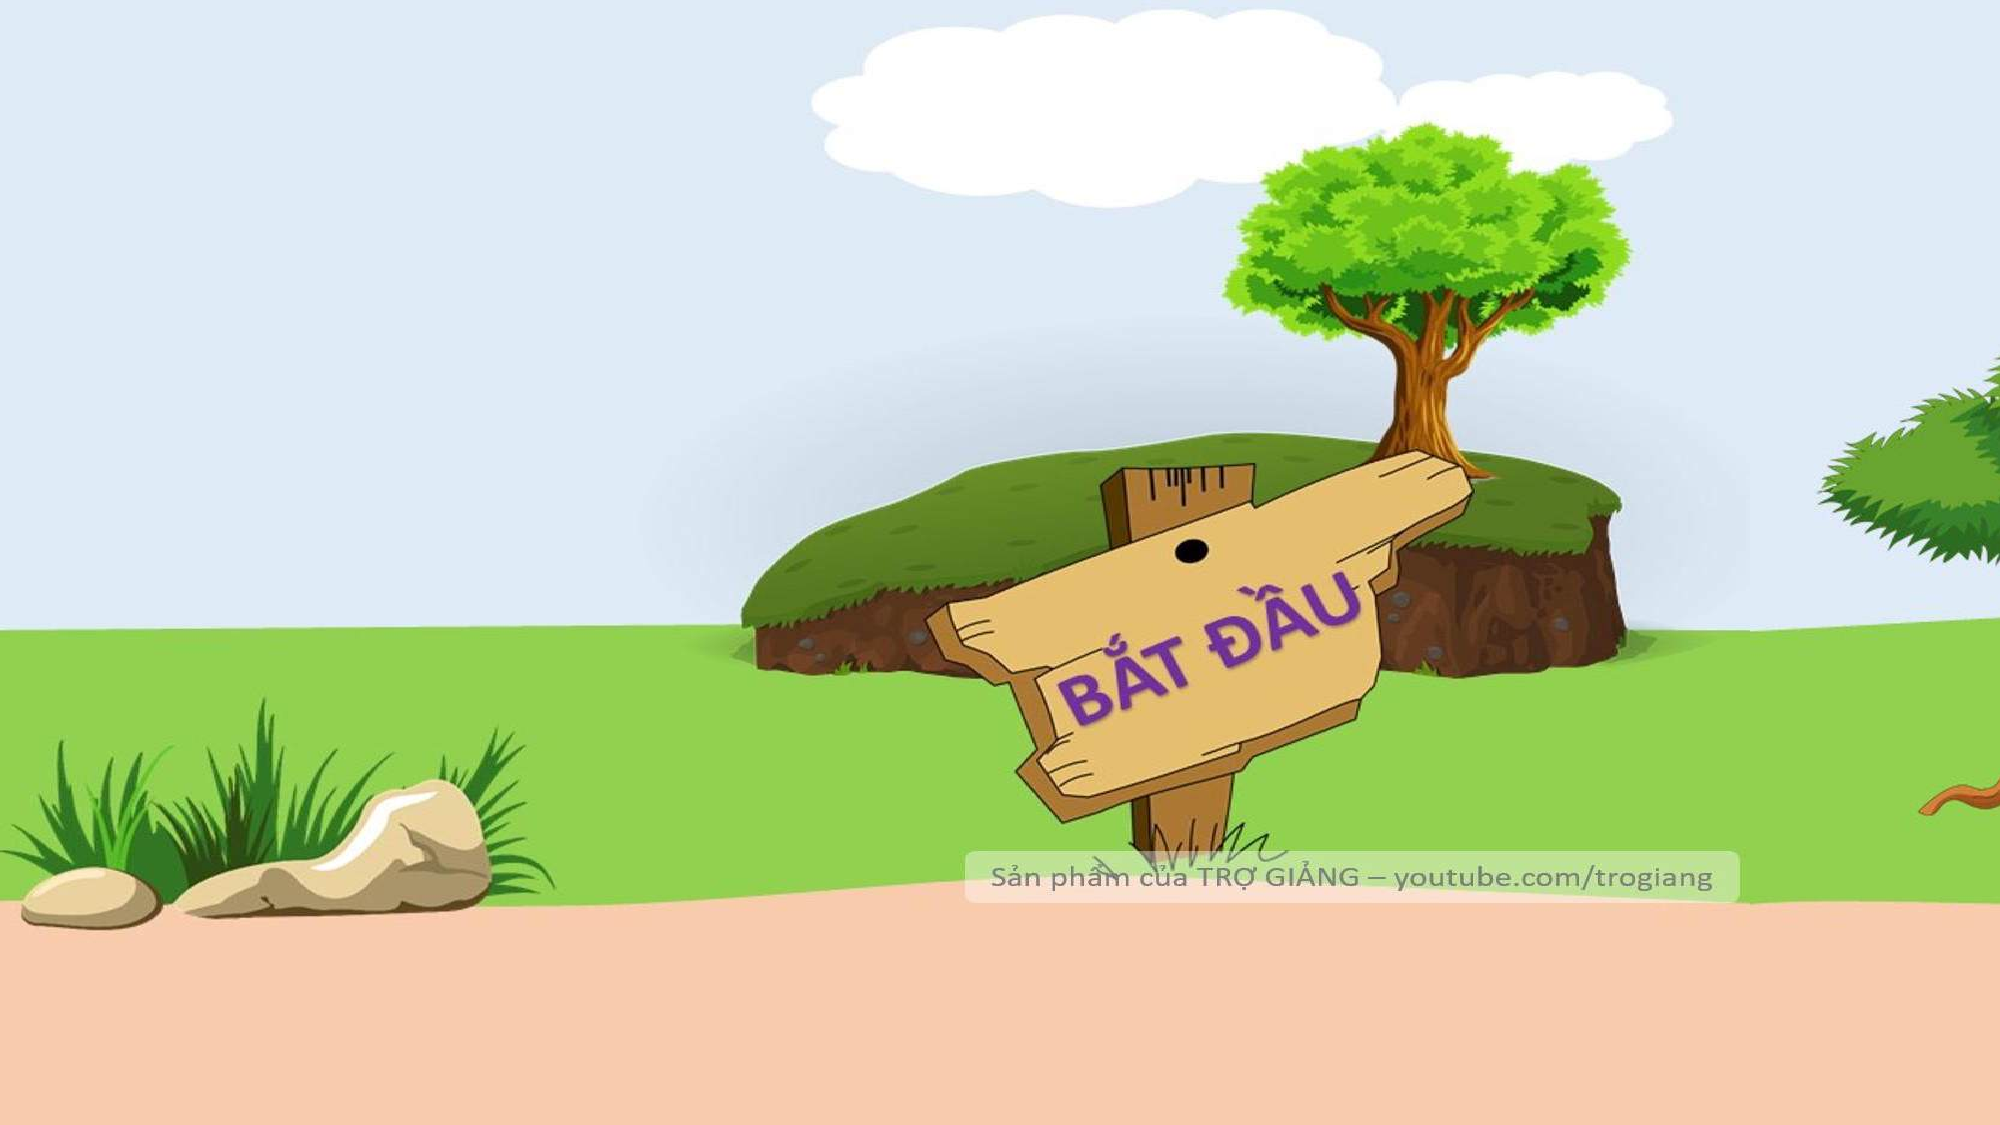 BẮT ĐẦU
Sản phẩm của TRỢ GIẢNG – youtube.com/trogiang